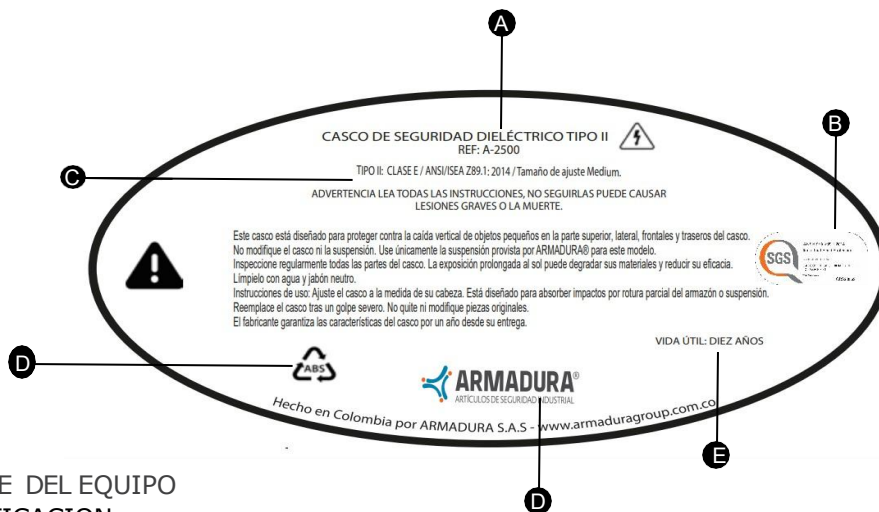 A
B
CASCO DE SEGURIDAD DIELÉCTRICO TIPO II
REF: A-2500
C
TIPO II: CLASE E / ANSI/ISEA Z89.1: 2014 / Tamaño de ajuste Medium.
ADVERTENCIA LEA TODAS LAS INSTRUCCIONES, NO SEGUIRLAS PUEDE CAUSAR
LESIONES GRAVES O LA MUERTE.
Este casco está diseñado para proteger contra la caída vertical de objetos pequeños en la parte superior, lateral, frontales y traseros del casco.
No modifique el casco ni la suspensión. Use únicamente la suspensión provista por ARMADURA® para este modelo.
Inspeccione regularmente todas las partes del casco. La exposición prolongada al sol puede degradar sus materiales y reducir su eficacia.
Límpielo con agua y jabón neutro.
Instrucciones de uso: Ajuste el casco a la medida de su cabeza. Está diseñado para absorber impactos por rotura parcial del armazón o suspensión.
Reemplace el casco tras un golpe severo. No quite ni modifique piezas originales.
El fabricante garantiza las características del casco por un año desde su entrega.
SGS
VIDA ÚTIL: DIEZ AÑOS
D
ABS
ARMADURA®
ARTÍCULOS DE SEGURIDAD INDUSTRIAL
Hecho en Colombia por ARMADURA S.A.S - www.armaduragroup.com.co
E
D
E DEL EQUIPO